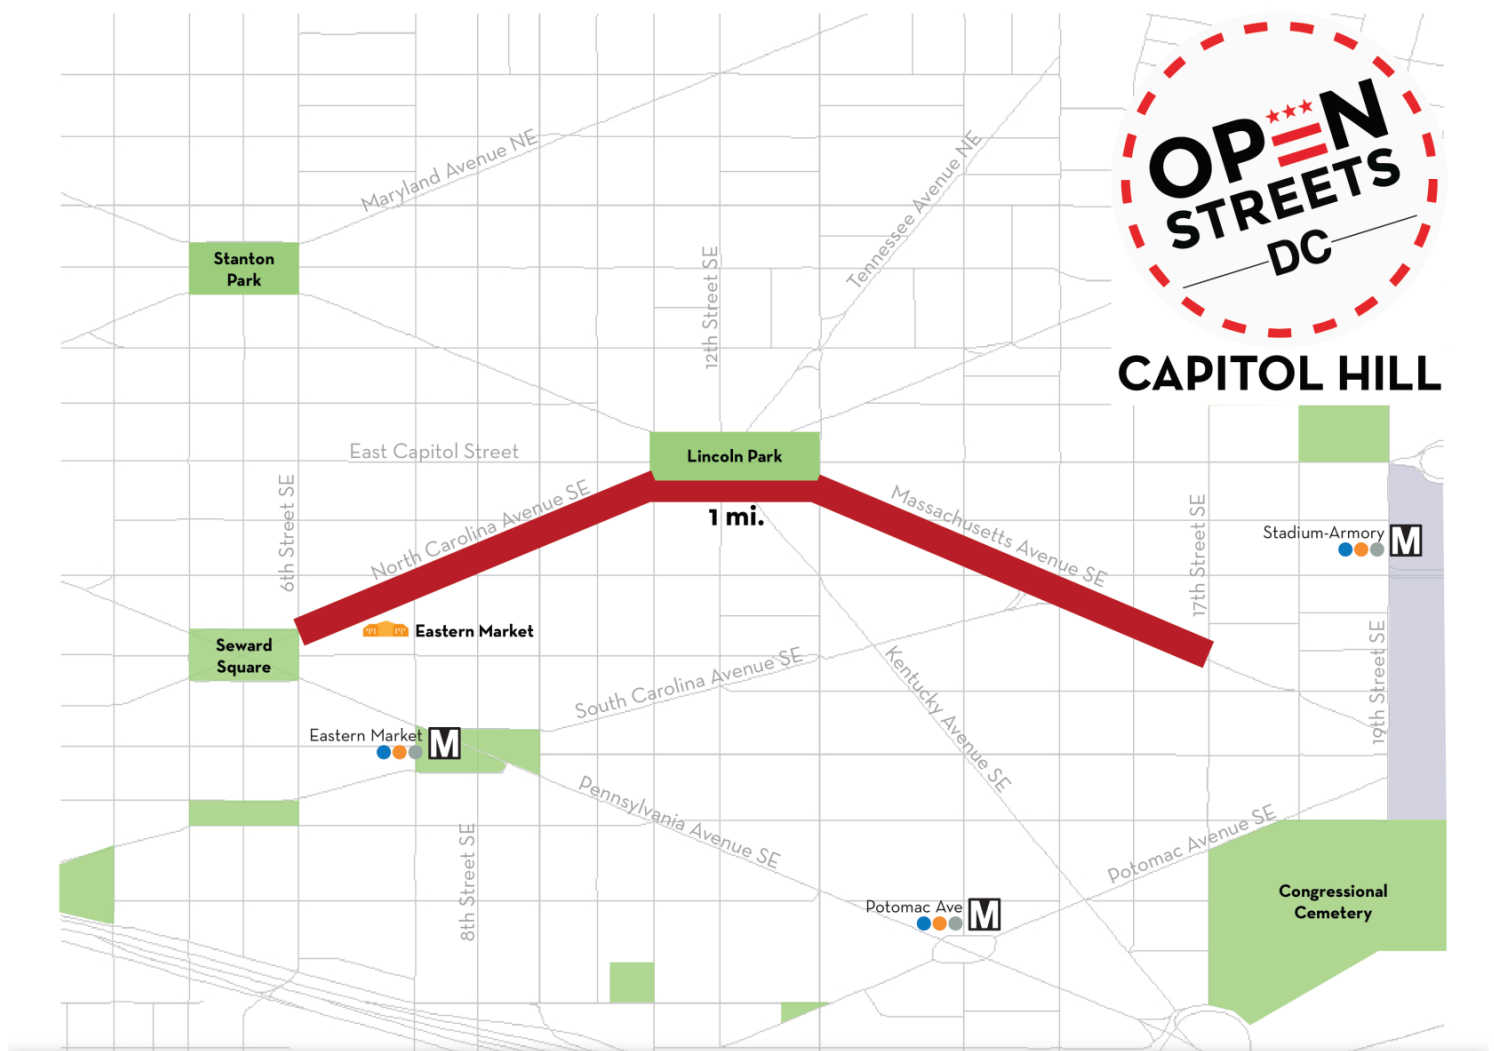 OPEN
STREETS
DC
CAPITOL HILL
Maryland Avenue NE
Tennessee Avenue NE
Stanton
Park
12th Street SE
East Capitol Street
Lincoln Park
1 mi.
6th Street SE
North Carolina Avenue SE
Massachusetts Avenue SE
17th Street SE
Stadium-Armory
M
Eastern Market
Seward
Square
19th Street SE
South Carolina Avenue SE
Kentucky Avenue SE
Eastern Market
M
Pennsylvania Avenue SE
8th Street SE
Potomac Avenue SE
Potomac Ave
M
Congressional
Cemetery